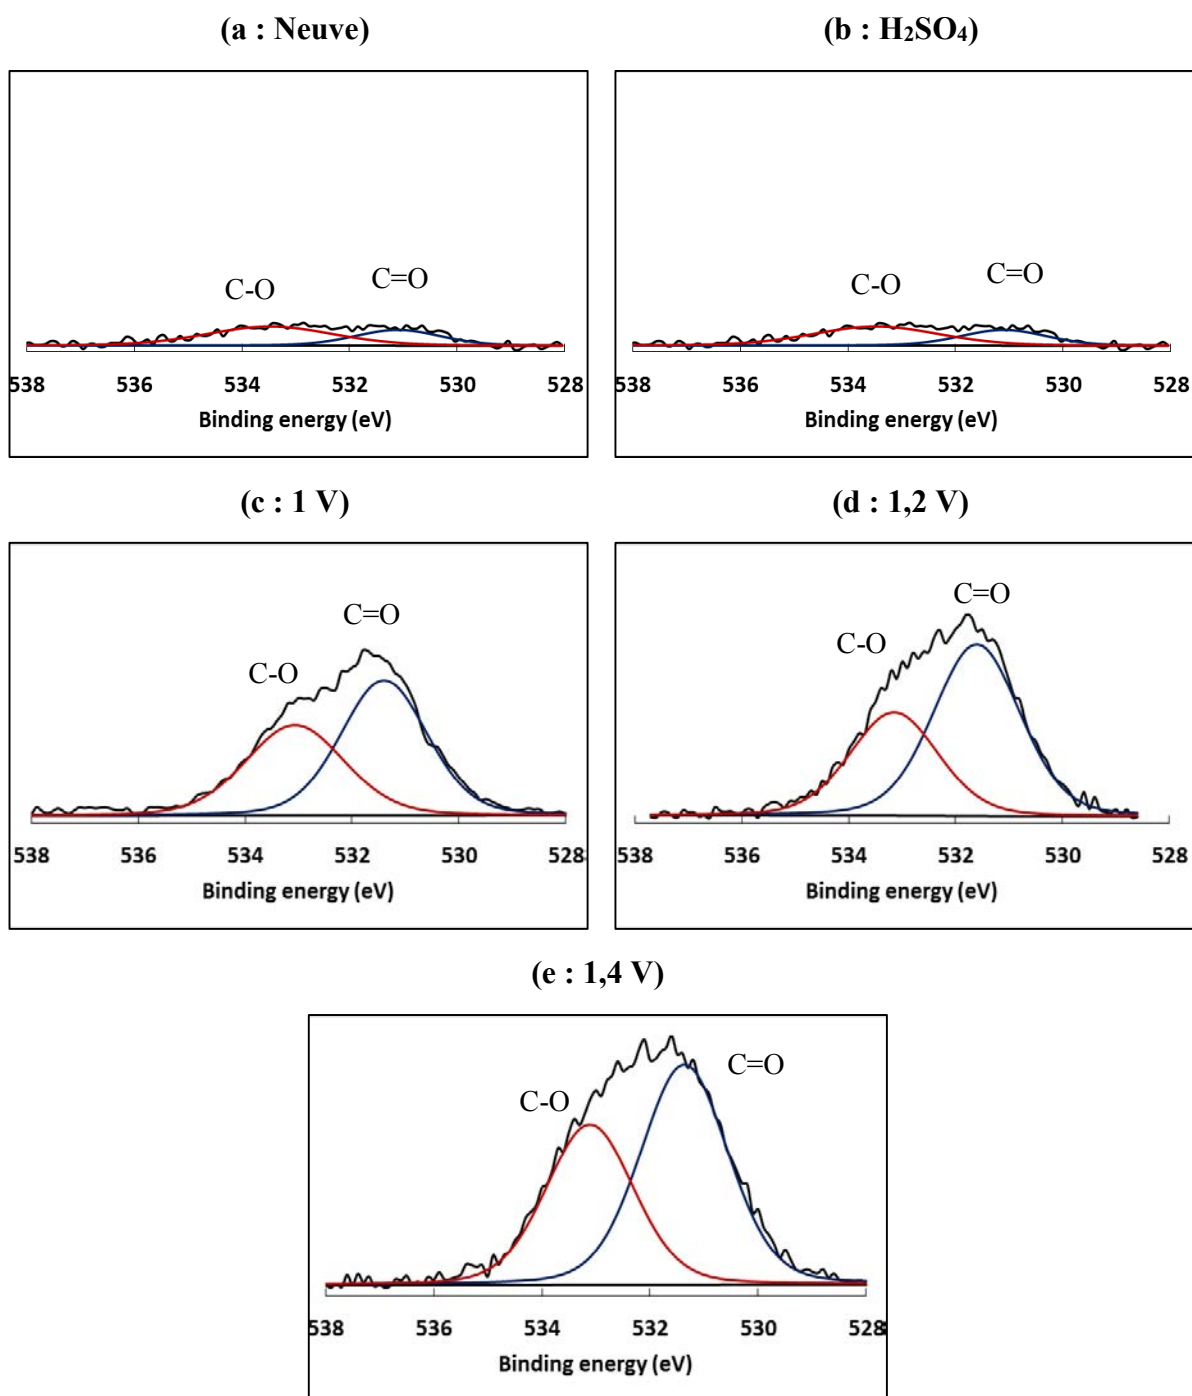 (a : Neuve)
(b : H₂SO₄)
C-O
C=O
538 536 534 532 530 528
Binding energy (eV)
C-O
C=O
538 536 534 532 530 528
Binding energy (eV)
(c : 1 V)
(d : 1,2 V)
C=O
C-O
538 536 534 532 530 528
Binding energy (eV)
C=O
C-O
538 536 534 532 530 528
Binding energy (eV)
(e : 1,4 V)
C=O
C-O
538 536 534 532 530 528
Binding energy (eV)